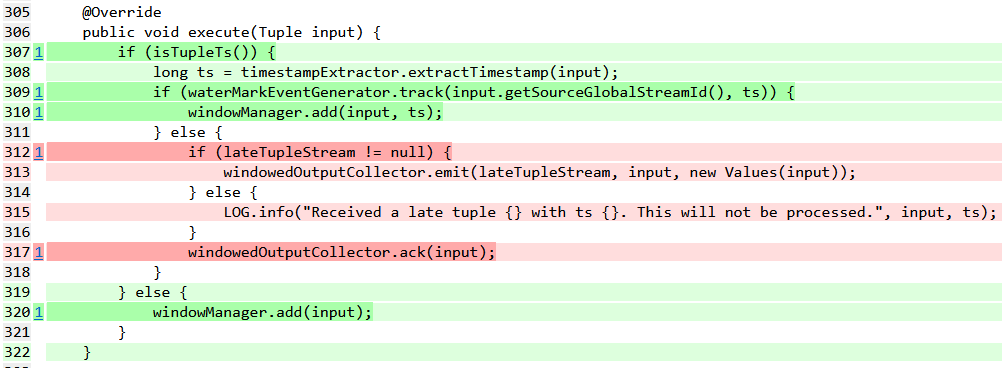 305 @Override
306 public void execute(Tuple input) {
307 1 if (isTupleTs()) {
308 long ts = timestampExtractor.extractTimestamp(input);
309 1 if (waterMarkEventGenerator.track(input.getSourceGlobalStreamId(), ts)) {
310 1 windowManager.add(input, ts);
311 } else {
312 1 if (lateTupleStream != null) {
313 windowedOutputCollector.emit(lateTupleStream, input, new Values(input));
314 } else {
315 LOG.info("Received a late tuple {} with ts {}. This will not be processed.", input, ts);
316 }
317 1 windowedOutputCollector.ack(input);
318 }
319 } else {
320 1 windowManager.add(input);
321 }
322 }